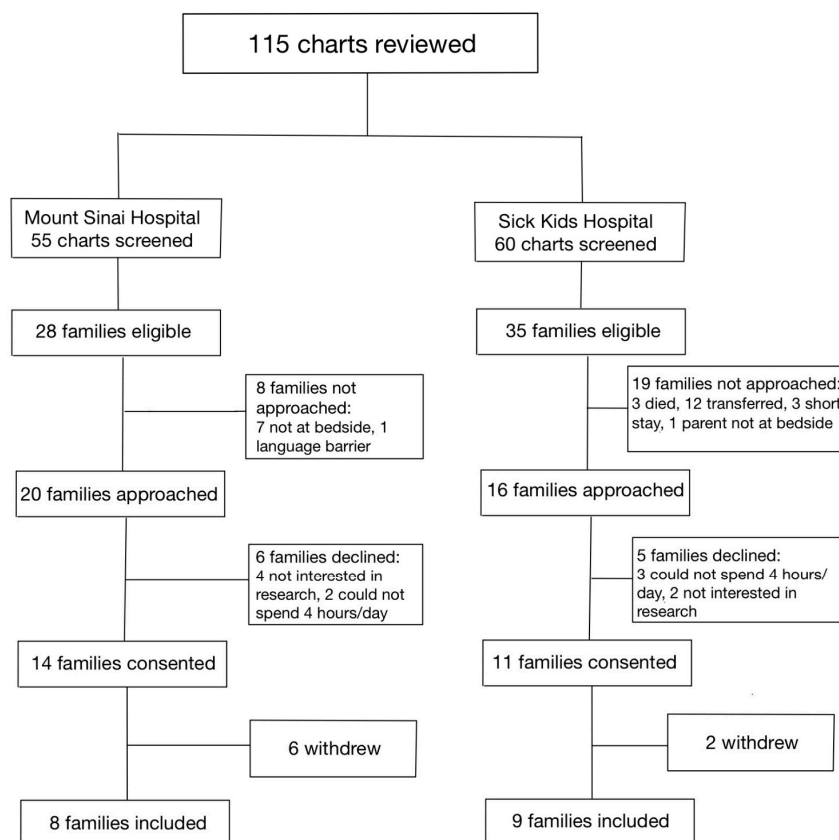 115 charts reviewed
Mount Sinai Hospital
55 charts screened
Sick Kids Hospital
60 charts screened
28 families eligible
35 families eligible
8 families not
approached:
7 not at bedside, 1
language barrier
19 families not approached:
3 died, 12 transferred, 3 short
stay, 1 parent not at bedside
20 families approached
16 families approached
6 families declined:
4 not interested in
research, 2 could not
spend 4 hours/day
5 families declined:
3 could not spend 4 hours/
day, 2 not interested in
research
14 families consented
11 families consented
6 withdrew
2 withdrew
8 families included
9 families included